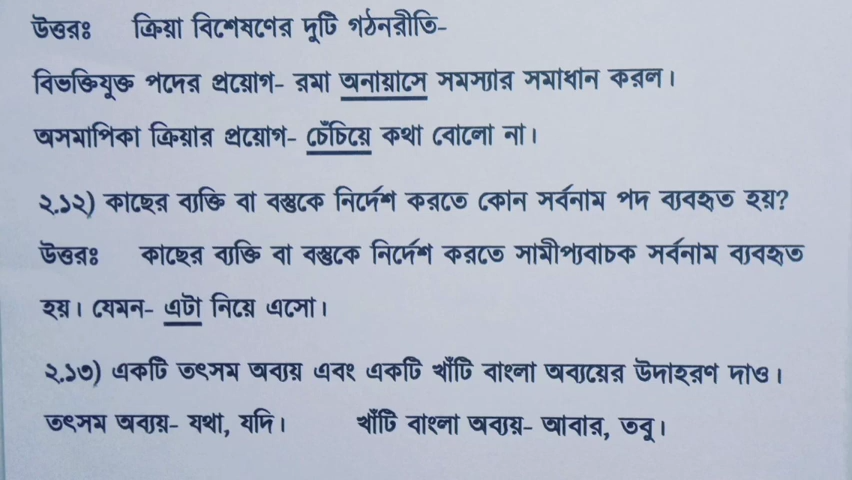 উত্তরঃ ক্রিয়া বিশেষণের দুটি গঠনরীতি-
বিভক্তিযুক্ত পদের প্রয়োগ- রমা অনায়াসে সমস্যার সমাধান করল।
অসমাপিকা ক্রিয়ার প্রয়োগ- চেঁচিয়ে কথা বোলো না।
২.১২) কাছের ব্যক্তি বা বস্তুকে নির্দেশ করতে কোন সর্বনাম পদ ব্যবহৃত হয়?
উত্তরঃ কাছের ব্যক্তি বা বস্তুকে নির্দেশ করতে সামীপ্যবাচক সর্বনাম ব্যবহৃত
হয়। যেমন- এটা নিয়ে এসো।
২.১৩) একটি তৎসম অব্যয় এবং একটি খাঁটি বাংলা অব্যয়ের উদাহরণ দাও।
তৎসম অব্যয়- যথা, যদি। খাঁটি বাংলা অব্যয়- আবার, তবু।